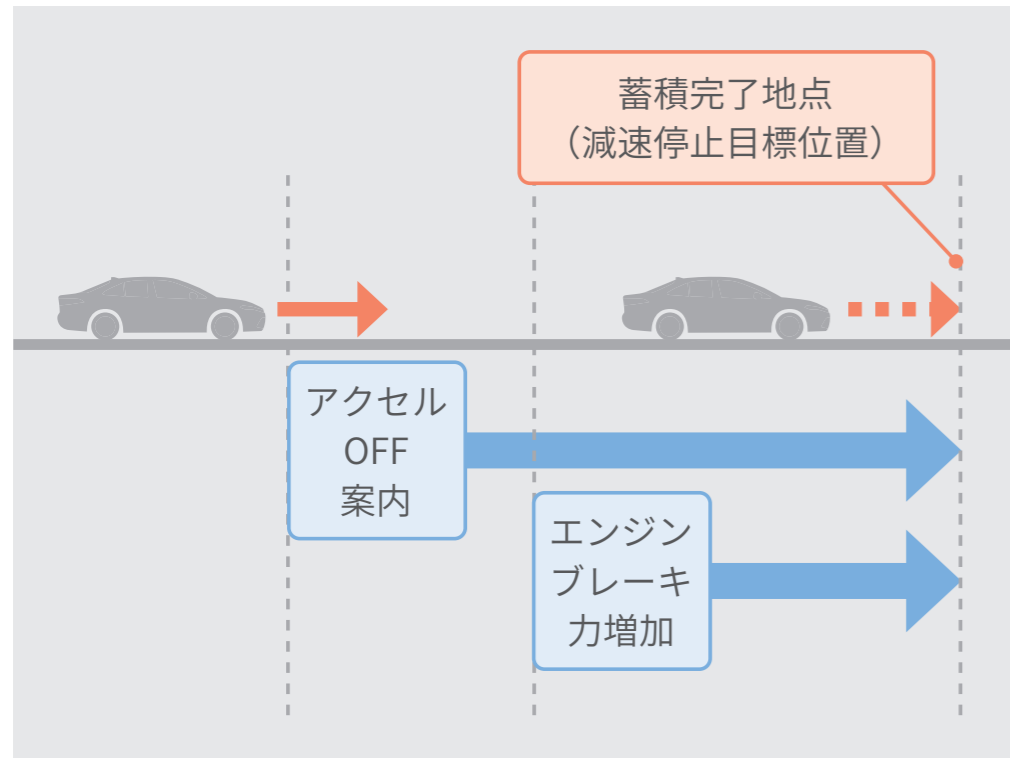 蓄積完了地点
（減速停止目標位置）
アクセル
OFF
案内
エンジン
ブレーキ
力増加